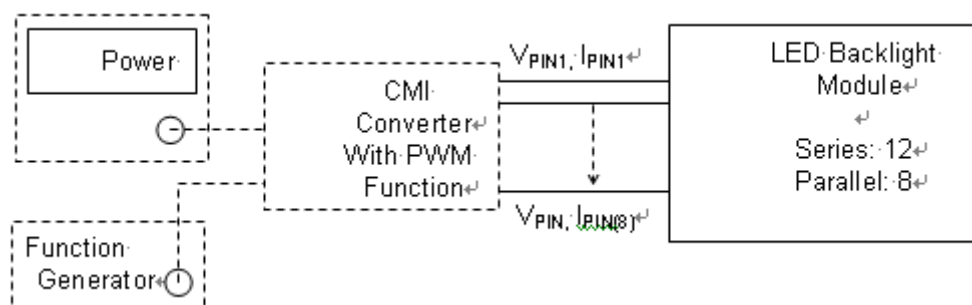 Power
VPIN1, IPIN1↵
LED Backlight
Module↵
↵
Series: 12↵
Parallel: 8↵
CMI
Converter↵
With PWM
Function↵
VPIN, IPIN(8)↵
Function
Generator↵